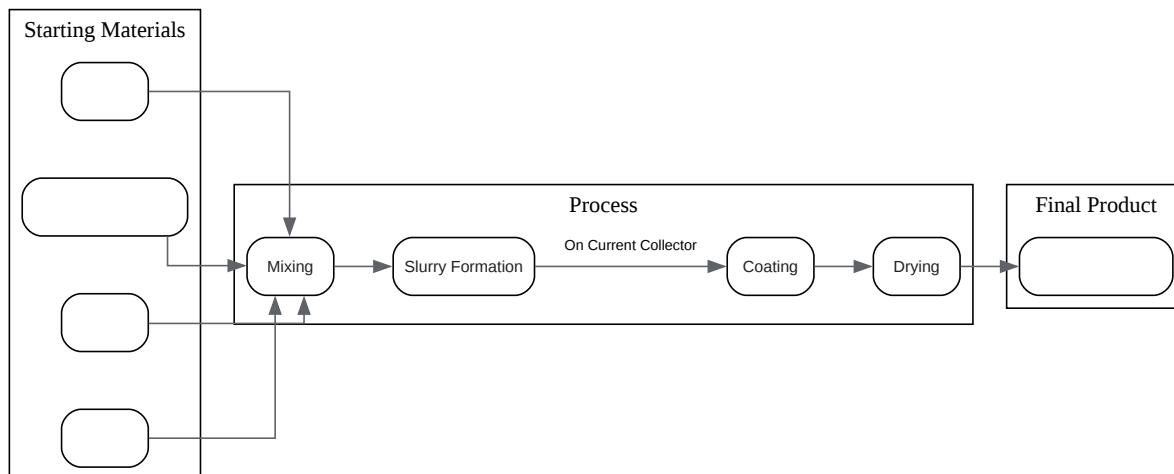 Starting Materials
Process
Final Product
On Current Collector
Mixing
Slurry Formation
Coating
Drying